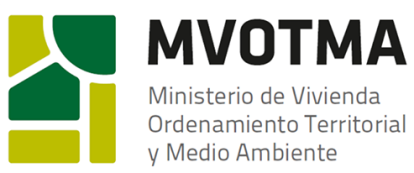 MVOTMA
Ministerio de Vivienda
Ordenamiento Territorial
y Medio Ambiente